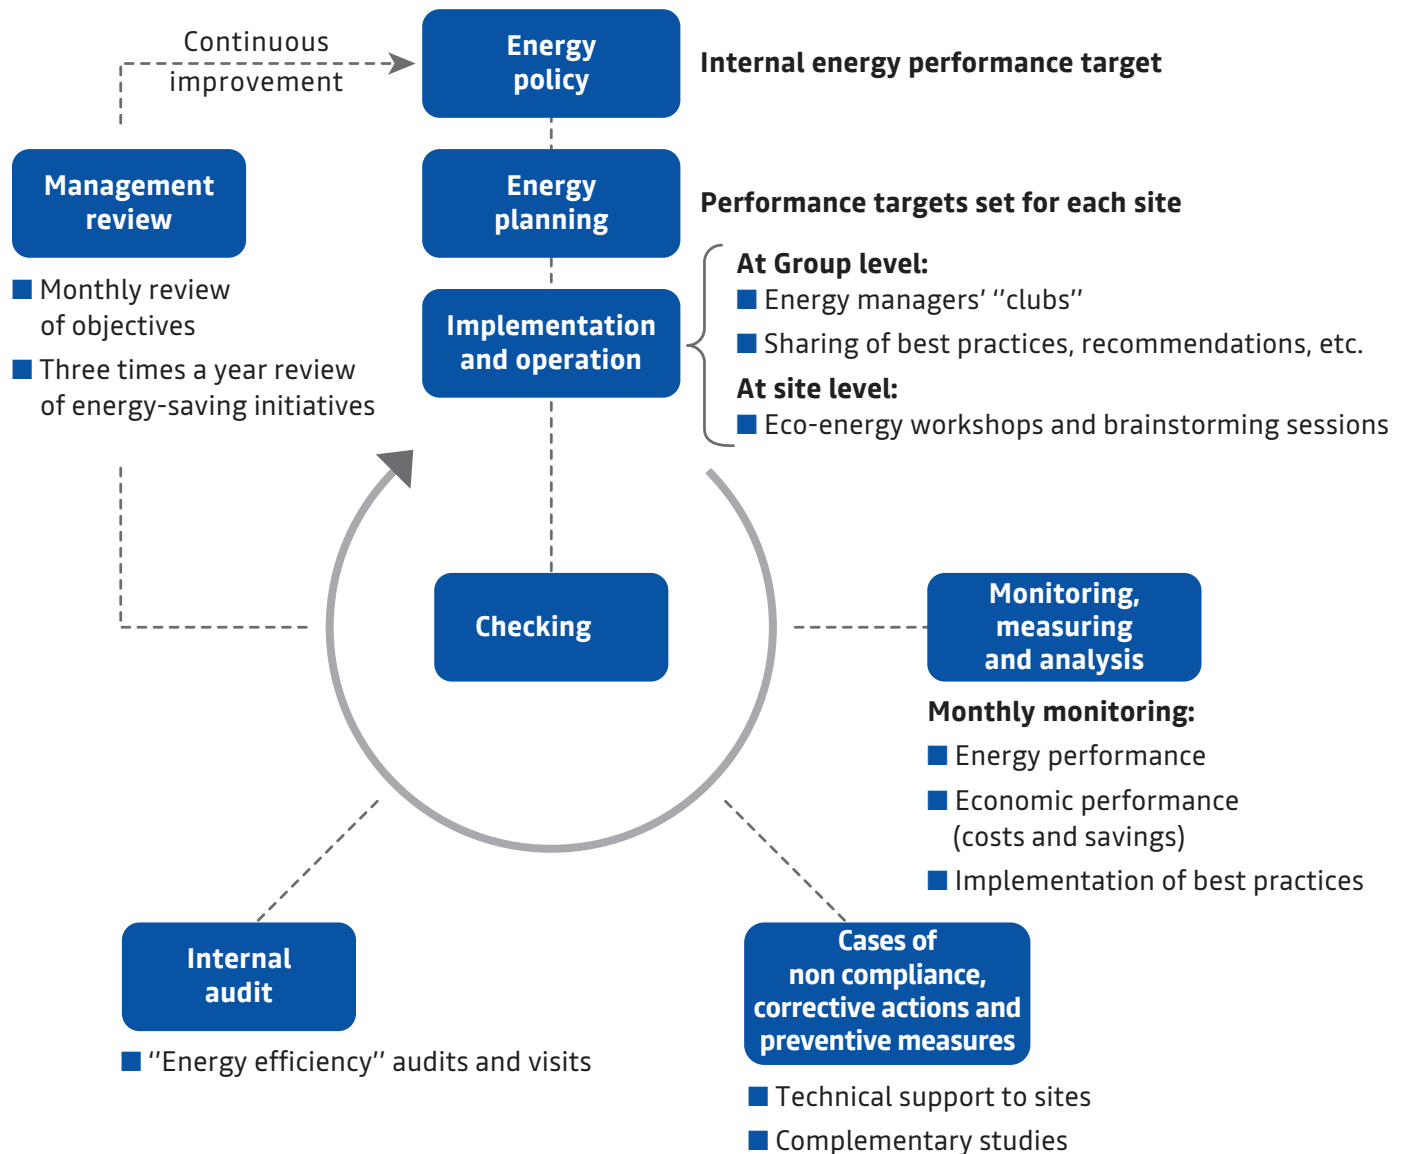 Continuous
improvement
Energy
policy
Internal energy performance target
Management
review
Energy
planning
Performance targets set for each site
■ Monthly review
of objectives
■ Three times a year review
of energy-saving initiatives
Implementation
and operation
At Group level:
■ Energy managers’ ‘‘clubs’’
■ Sharing of best practices, recommendations, etc.
At site level:
■ Eco-energy workshops and brainstorming sessions
Checking
Monitoring,
measuring
and analysis
Monthly monitoring:
■ Energy performance
■ Economic performance
(costs and savings)
■ Implementation of best practices
Internal
audit
■ ‘‘Energy efficiency’’ audits and visits
Cases of
non compliance,
corrective actions and
preventive measures
■ Technical support to sites
■ Complementary studies